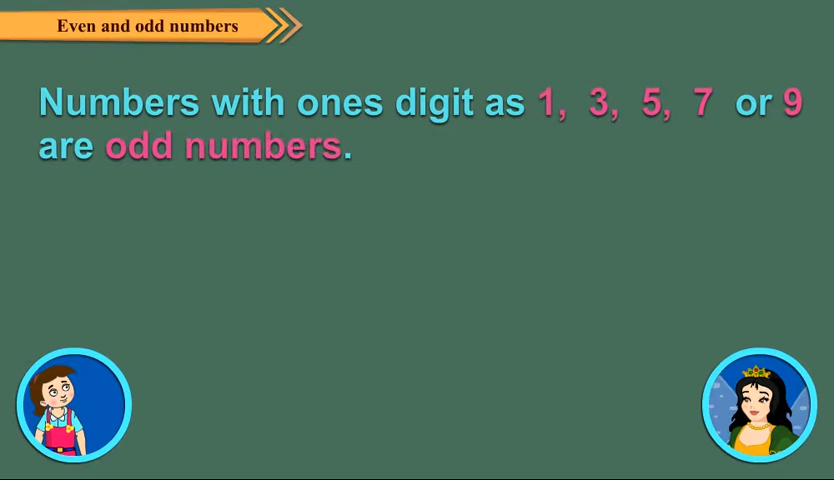 Even and odd numbers
Numbers with ones digit as 1, 3, 5, 7 or 9
are odd numbers.